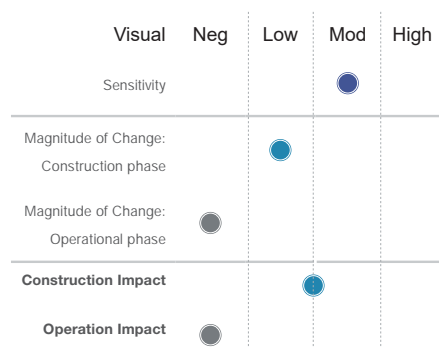 Visual Neg Low Mod High
Sensitivity
Magnitude of Change:
Construction phase
Magnitude of Change:
Operational phase
Construction Impact
Operation Impact